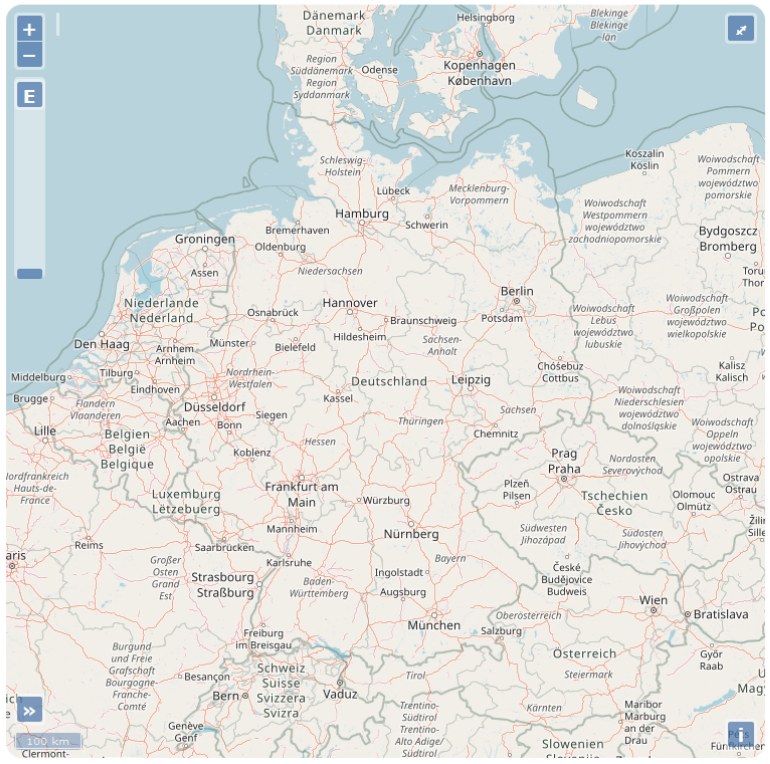 Dänemark
Danmark
Helsingborg
Blekinge
Blekinge
län
+
−
E
Region
Süddänemark
Region
Syddanmark
Odense
Kopenhagen
København
Schleswig-
Holstein
Koszalin
Köslin
Woiwodschaft
Pommern
województwo
pomorskie
Lübeck
Mecklenburg-
Vorpommern
Woiwodschaft
Westpommern
województwo
zachodniopomorskie
Hamburg
Schwerin
Bremerhaven
Oldenburg
Groningen
Assen
Niedersachsen
Bydgoszcz
Bromberg
Niederlande
Nederland
Hannover
Berlin
Potsdam
Osnabrück
Braunschweig
Hildesheim
Woiwodschaft
Lebus
województwo
lubuskie
Woiwodschaft
Großpolen
województwo
wielkopolskie
Den Haag
Arnhem
Arnheim
Münster
Bielefeld
Sachsen-
Anhalt
Middelburg
Tilburg
Eindhoven
Nordrhein-
Westfalen
Deutschland
Leipzig
Chóśebuz
Cottbus
Kalisz
Kalisch
Brugge
Flandern
Vlaanderen
Düsseldorf
Kassel
Sachsen
Woiwodschaft
Niederschlesien
województwo
dolnośląskie
Lille
Aachen
Bonn
Siegen
Thüringen
Chemnitz
Woiwodschaft
Oppeln
województwo
opolskie
Belgien
België
Belgique
Koblenz
Hessen
Prag
Praha
Nordosten
Severovýchod
Hauts-de-
France
Luxemburg
Lëtzebuerg
Frankfurt am
Main
Würzburg
Plzeň
Pilsen
Tschechien
Česko
Olomouc
Olmütz
Ostrava
Ostrau
Mannheim
Nürnberg
Südwesten
Jihozápad
Südosten
Jihovýchod
Reims
Saarbrücken
Karlsruhe
Großer
Osten
Grand
Est
Strasbourg
Straßburg
Baden-
Württemberg
Bayern
Ingolstadt
Augsburg
České
Budějovice
Budweis
München
Oberösterreich
Wien
Bratislava
Freiburg
im Breisgau
Salzburg
Burgund
und Freie
Grafschaft
Bourgogne-
Franche-
Comté
Besançon
Schweiz
Suisse
Svizzera
Svizra
Bern
Vaduz
Tirol
Österreich
Steiermark
Győr
Raab
Kärnten
Maribor
Marburg
an der
Drau
Trentino-
Südtirol
Trentino-
Alto Adige/
Südtirol
Genève
Genf
»
100 km
Clermont-
Slowenien
i